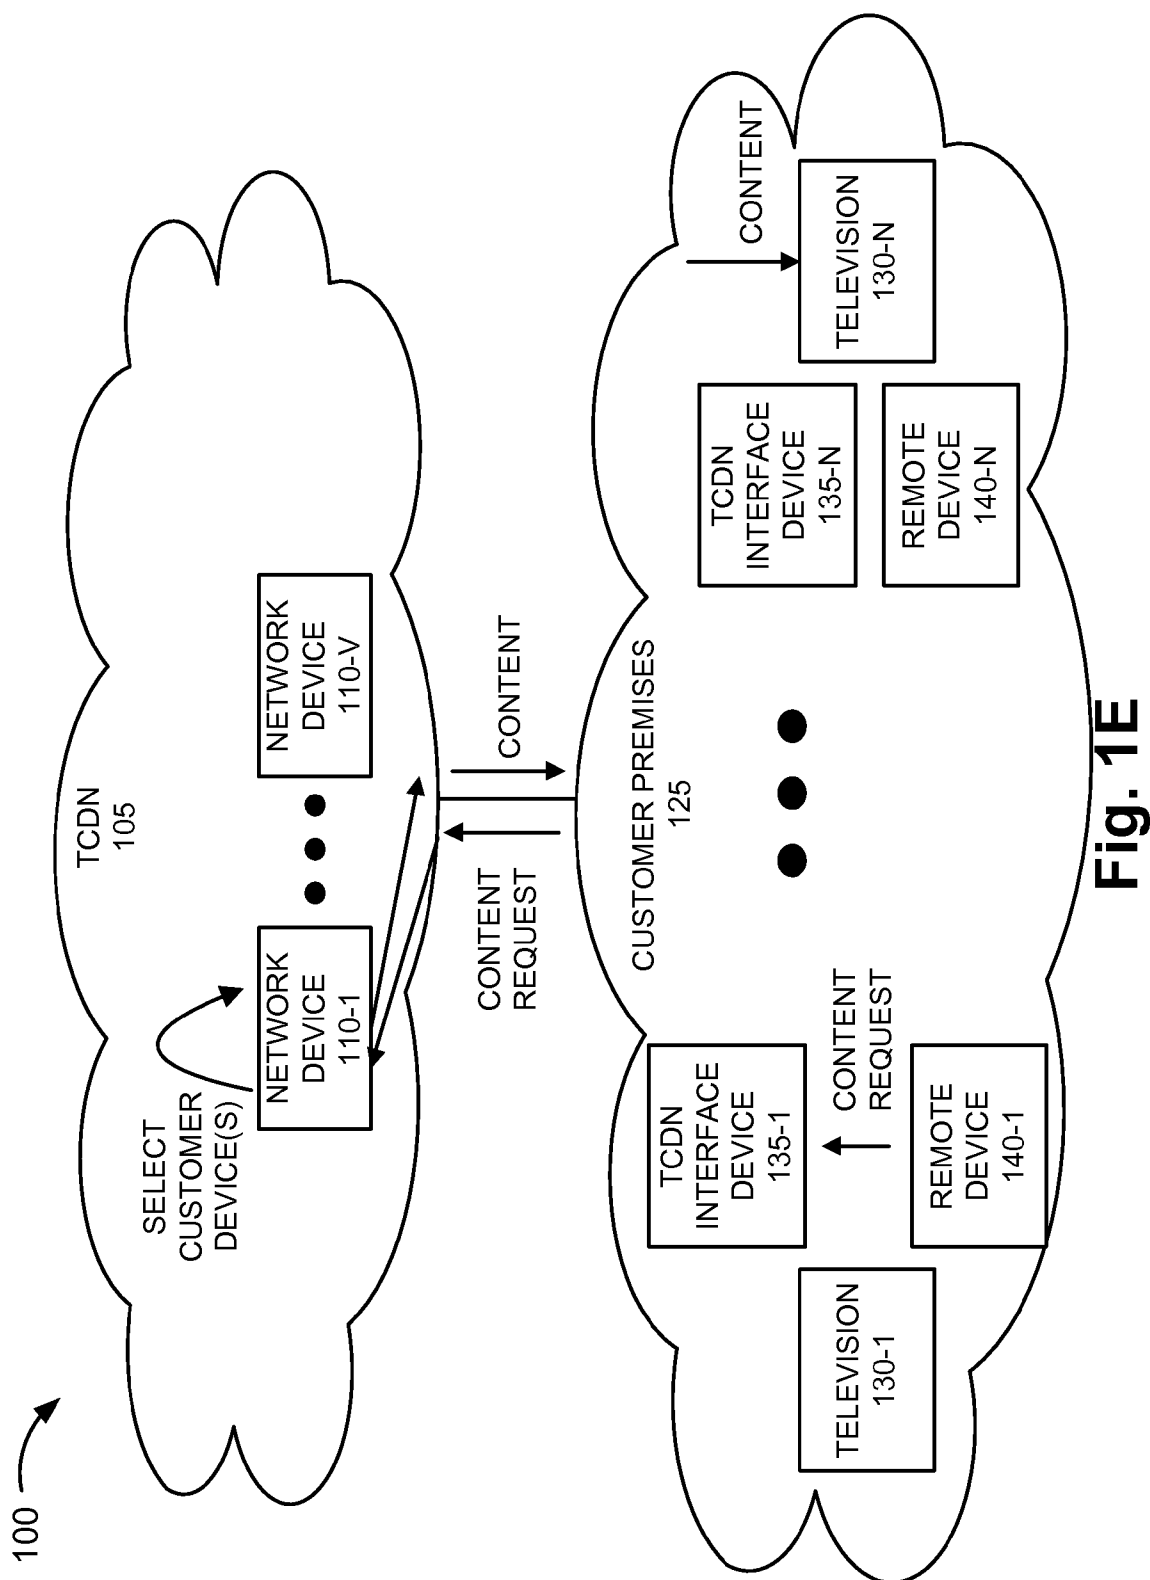 100
TCDN
105
SELECT
CUSTOMER
DEVICE(S)
NETWORK
DEVICE
110-1
NETWORK
DEVICE
110-V
CONTENT
REQUEST
CONTENT
CUSTOMER PREMISES
125
TELEVISION
130-1
TCDN
INTERFACE
DEVICE
135-1
CONTENT
REQUEST
REMOTE
DEVICE
140-1
TCDN
INTERFACE
DEVICE
135-N
REMOTE
DEVICE
140-N
CONTENT
TELEVISION
130-N
Fig. 1E